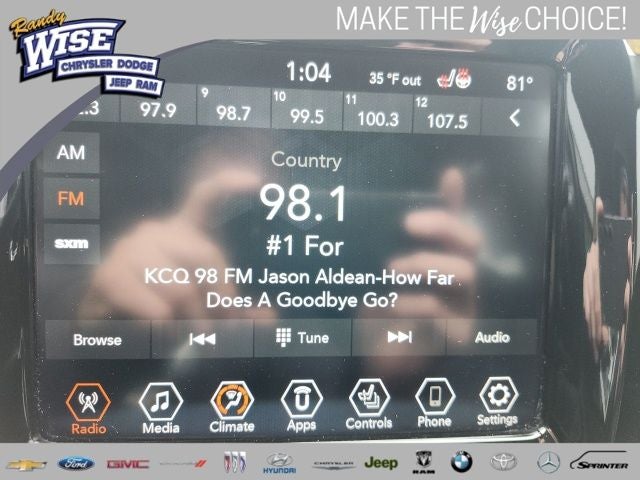 Randy
WISE
CHRYSLER DODGE
JEEP RAM
MAKE THE Wise CHOICE!
1:04
35 °F out
81°
.3
97.9
9
98.7
10
99.5
11
100.3
12
107.5
AM
FM
sxm
Country
98.1
#1 For
KCQ 98 FM Jason Aldean-How Far
Does A Goodbye Go?
Browse
Tune
Audio
Radio
Media
Climate
Apps
Controls
Phone
Settings
Ford
GMC
HYUNDAI
CHRYSLER
Jeep
RAM
SPRINTER